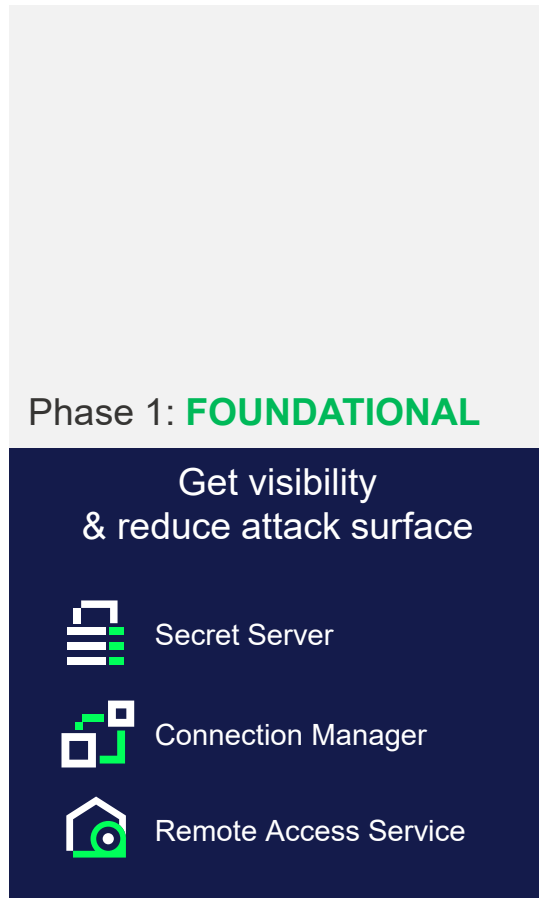 Phase 1: FOUNDATIONAL
Get visibility
& reduce attack surface
Secret Server
Connection Manager
Remote Access Service